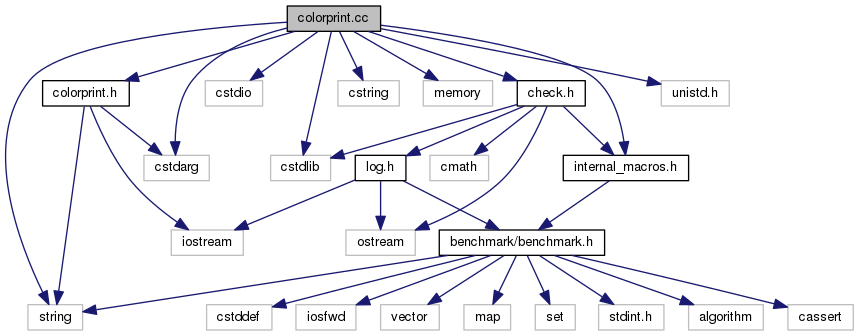 colorprint.cc
colorprint.h
cstdio
cstring
memory
check.h
unistd.h
cstdarg
cstdlib
log.h
cmath
internal_macros.h
iostream
ostream
benchmark/benchmark.h
string
cstddef
iosfwd
vector
map
set
stdint.h
algorithm
cassert